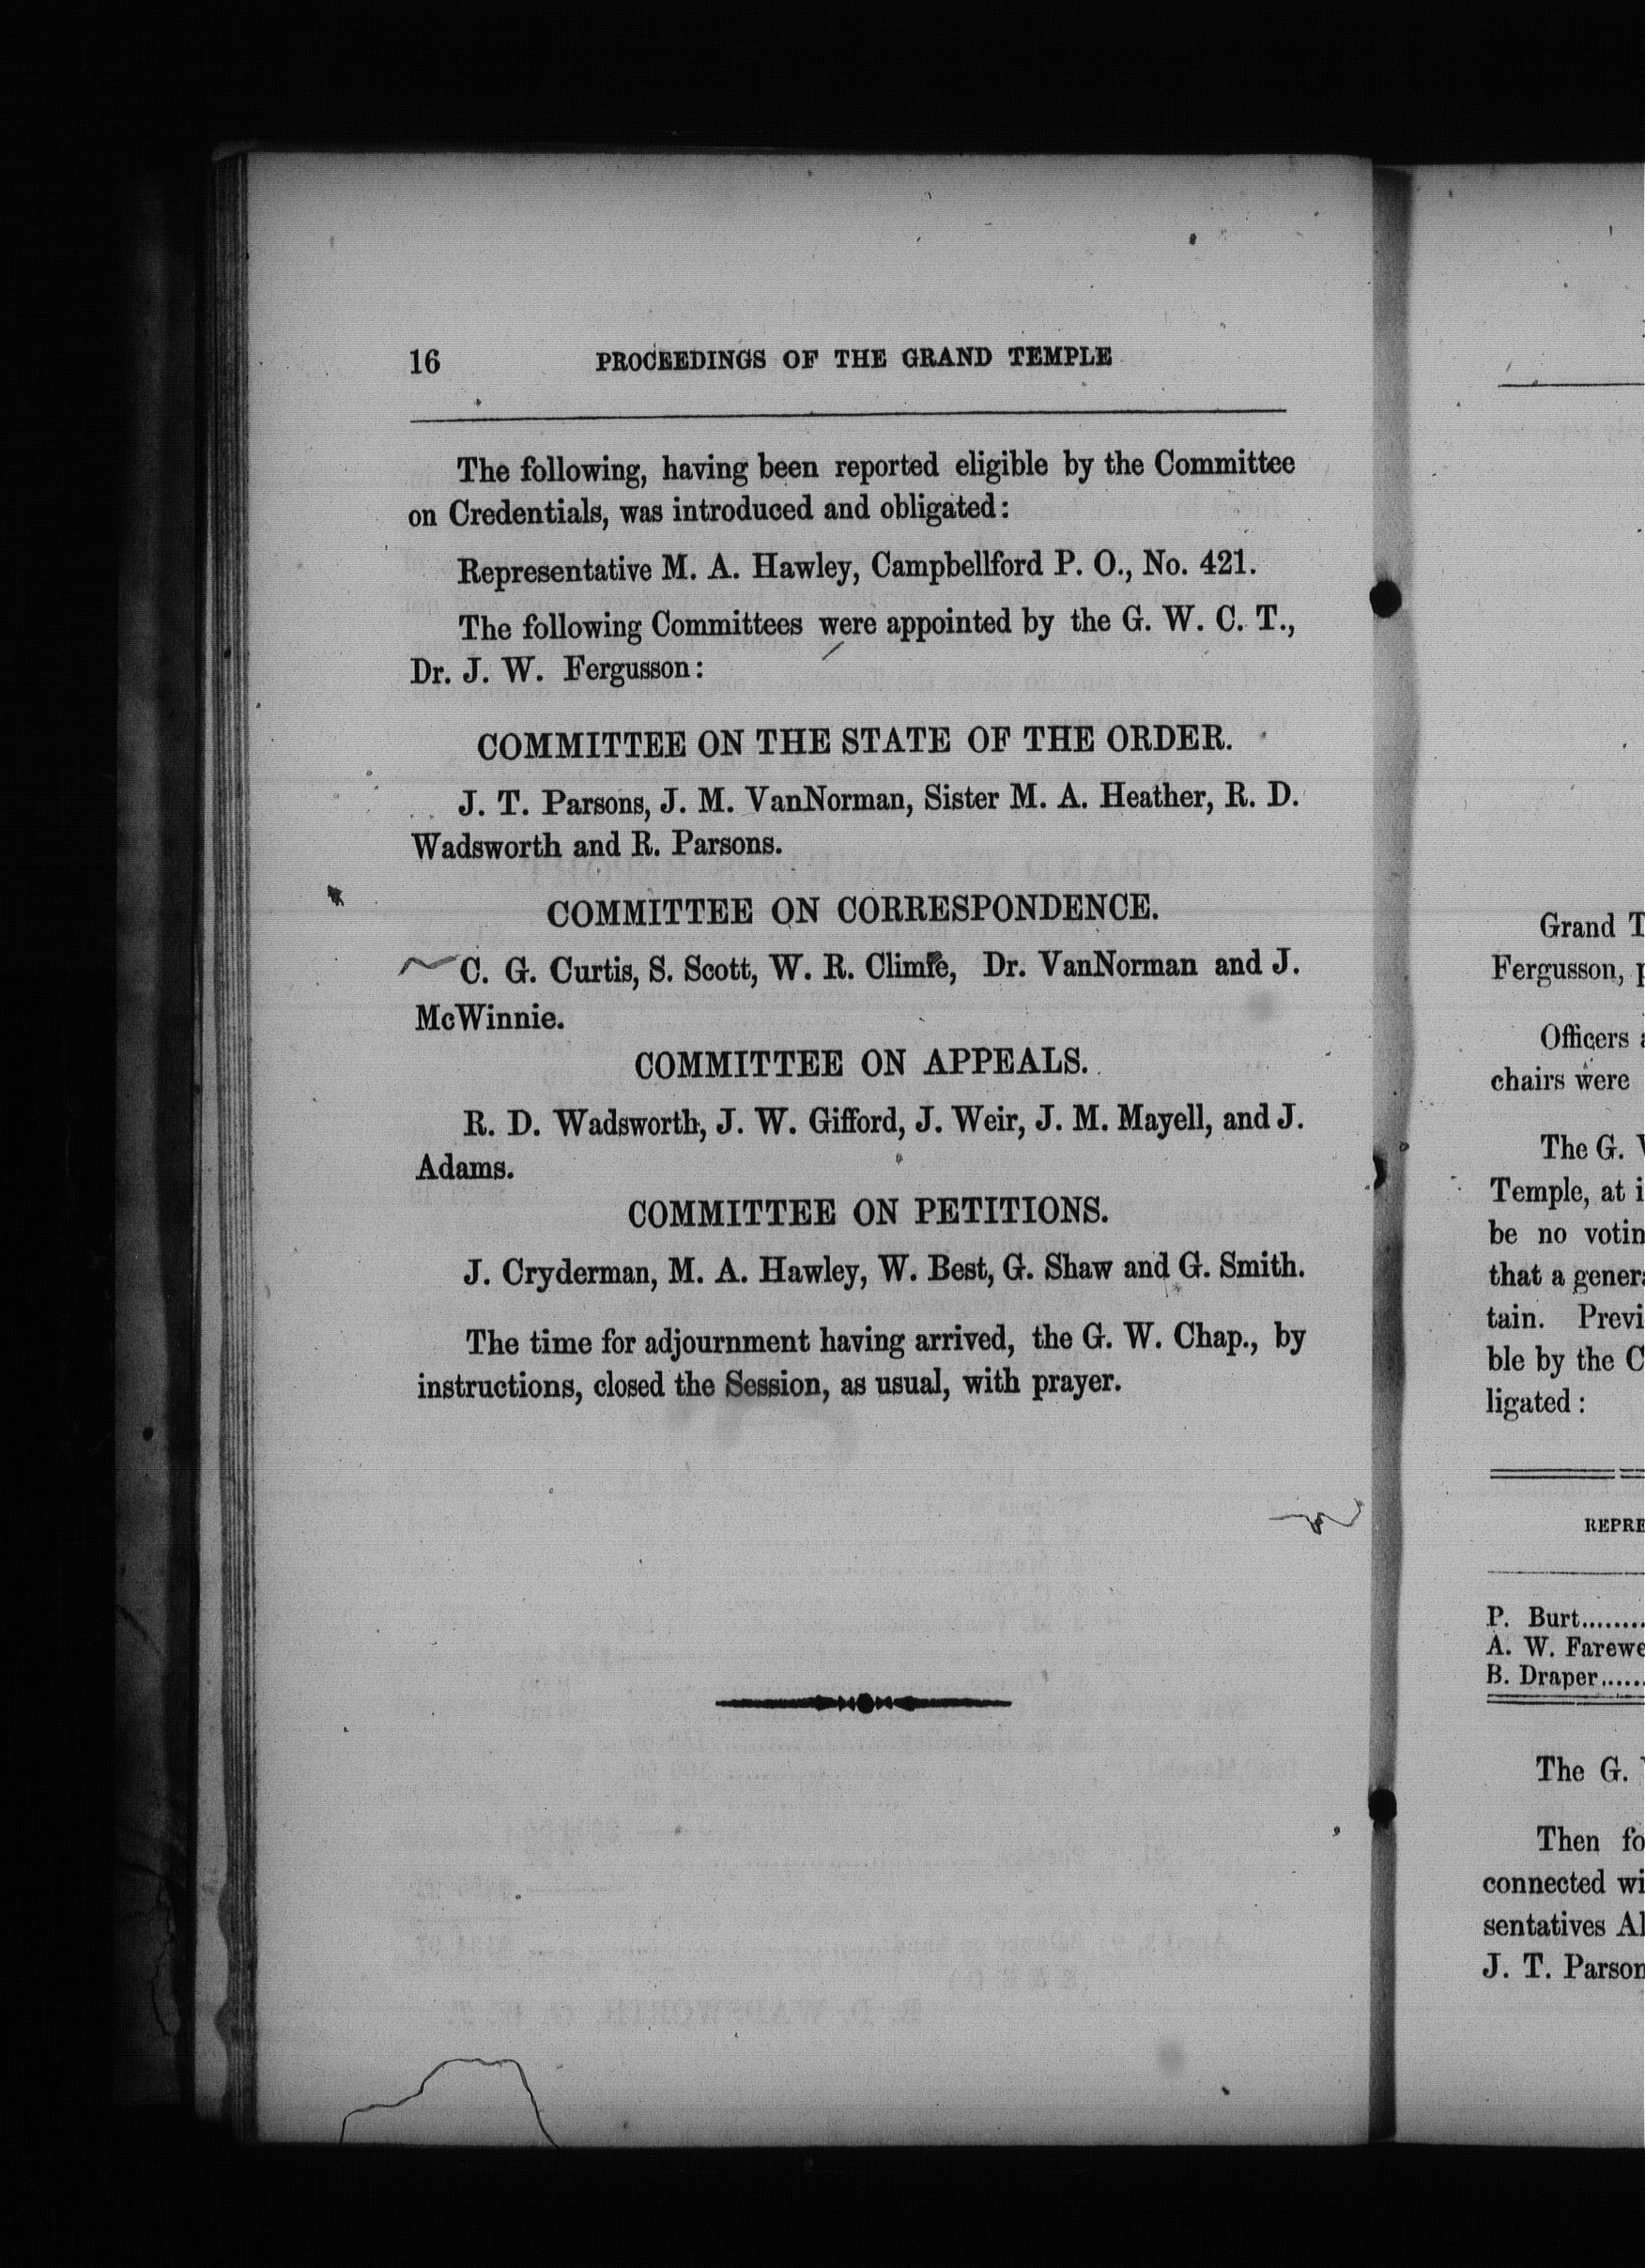 16 PROCEEDINGS OF THE GRAND TEMPLE
The following, having been reported eligible by the Committee
on Credentials, was introduced and obligated:
Representative M. A. Hawley, Campbellford P. O., No. 421.
The following Committees were appointed by the G. W. C. T.,
Dr. J. W. Fergusson:
COMMITTEE ON THE STATE OF THE ORDER.
J. T. Parsons, J. M. VanNorman, Sister M. A. Heather, R. D.
Wadsworth and R. Parsons.
COMMITTEE ON CORRESPONDENCE.
C. G. Curtis, S. Scott, W. R. Climie, Dr. VanNorman and J.
McWinnie.
COMMITTEE ON APPEALS.
R. D. Wadsworth, J. W. Gifford, J. Weir, J. M. Mayell, and J.
Adams.
COMMITTEE ON PETITIONS.
J. Cryderman, M. A. Hawley, W. Best, G. Shaw and G. Smith.
The time for adjournment having arrived, the G. W. Chap., by
instructions, closed the Session, as usual, with prayer.
Grand T
Fergusson, p
Officers a
chairs were
The G. W
Temple, at i
be no votin
that a genera
tain. Previ
ble by the C
ligated:
REPRE
P. Burt........
A. W. Farewe
B. Draper......
The G.
Then fo
connected wi
sentatives Al
J. T. Parson